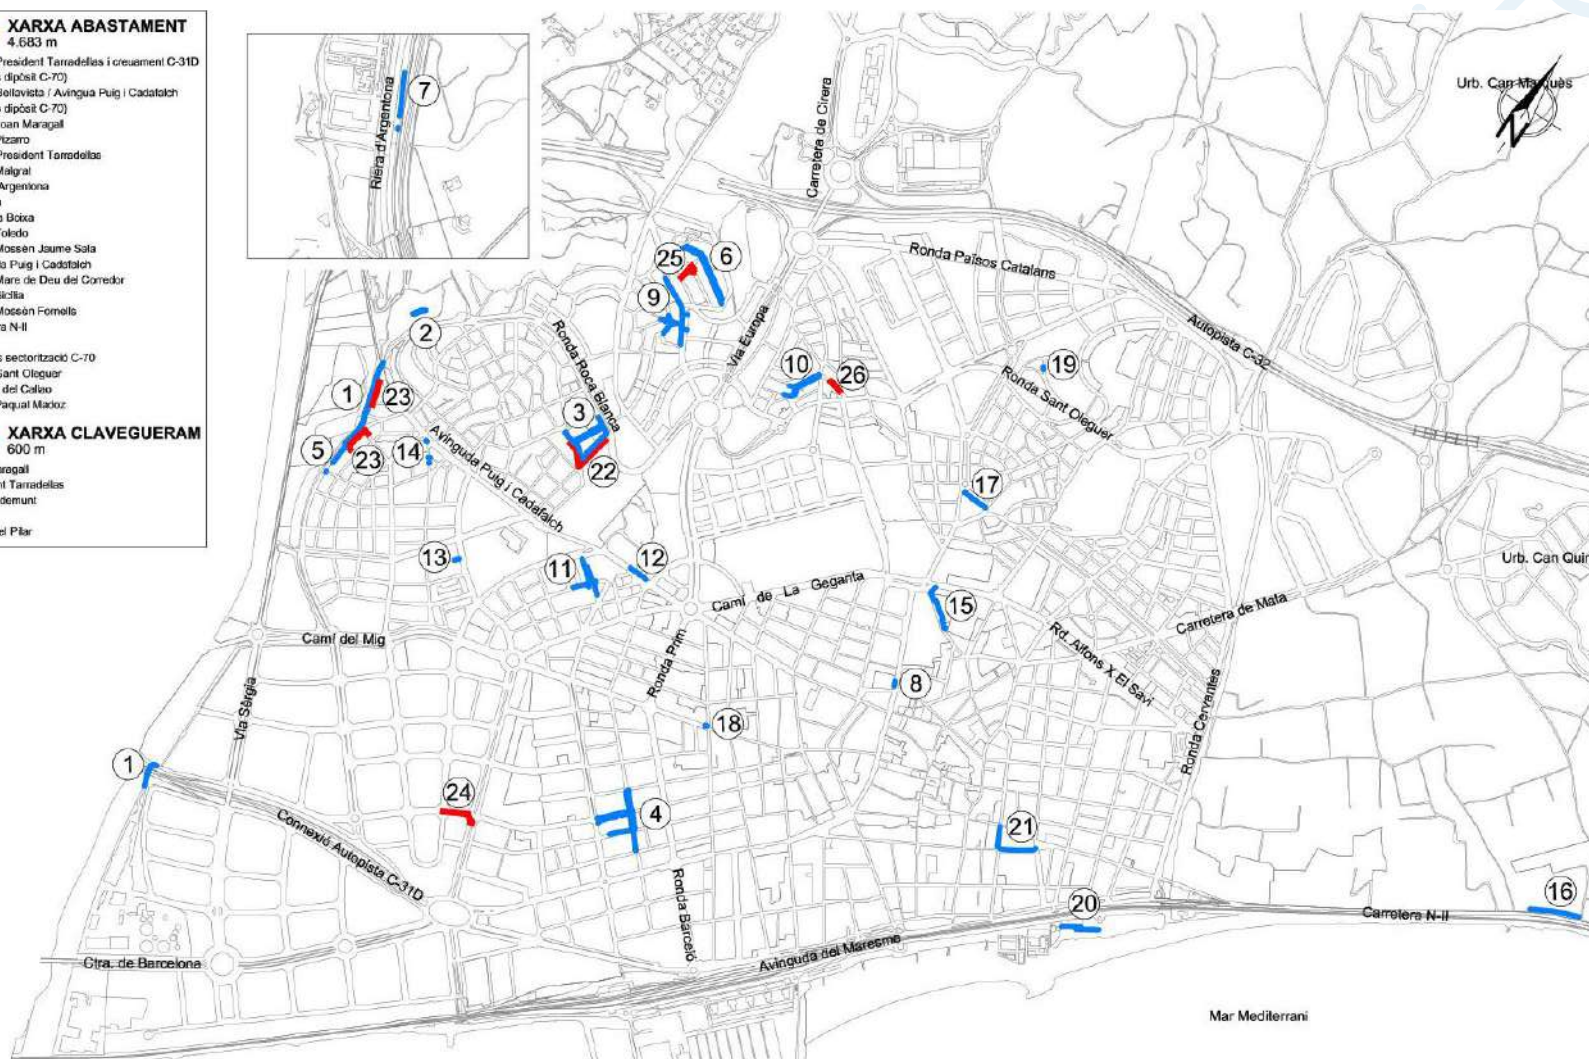 XARXA ABASTAMENT
4.683 m
President Tarradellas i creuament C-31D
dipòsit C-70)
Bellavista / Avingua Puig i Cadafalch
dipòsit C-70)
oan Maragall
Pizarro
President Tarradellas
Malgrat
Argentona
a Boixa
Toledo
Mossèn Jaume Sala
a Puig i Cadafalch
Mare de Deu del Corredor
Sicília
Mossèn Fornells
ra N-II
s sectorització C-70
Sant Oleguer
del Callao
Paqual Madoz
XARXA CLAVEGUERAM
600 m
aragall
nt Tarradellas
demunt
el Pilar
7
Riera d'Argentona
Carretera de Cirera
Urb. Can Marquès
N
25
6
9
Ronda Països Catalans
Via Europa
Autopista C-32
2
Ronda Roca Blanca
1
23
10
26
19
Ronda Sant Oleguer
3
5
23
14
Avinguda Puig i Cadafalch
22
17
13
11
12
Urb. Can Quir
Camí de La Geganta
15
Carretera de Mata
Camí del Mig
Ronda Prim
Rd. Alfons X El Savi
8
Via Sèrgia
18
Ronda Cervantes
1
24
4
21
Connexió Autopista C-31D
Ronda Barceló
16
20
Carretera N-II
Ctra. de Barcelona
Avinguda del Maresme
Mar Mediterrani